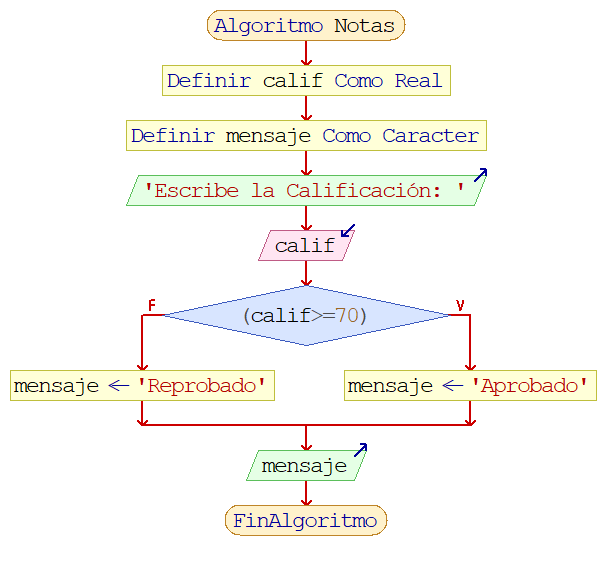 Algoritmo Notas
Definir calif Como Real
Definir mensaje Como Caracter
'Escribe la Calificación: '
calif
F
(calif>=70)
V
mensaje ← 'Reprobado'
mensaje ← 'Aprobado'
mensaje
FinAlgoritmo